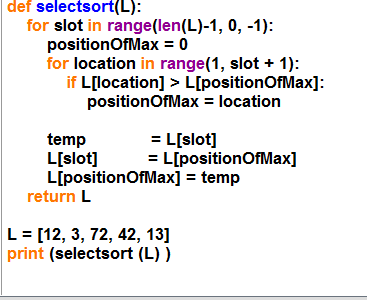 def selectsort(L):
    for slot in range(len(L)-1, 0, -1):
        positionOfMax = 0
        for location in range(1, slot + 1):
            if L[location] > L[positionOfMax]:
                positionOfMax = location

        temp            = L[slot]
        L[slot]         = L[positionOfMax]
        L[positionOfMax] = temp
    return L

L = [12, 3, 72, 42, 13]
print (selectsort (L) )